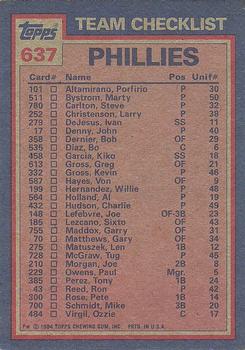 Topps
637
TEAM CHECKLIST
PHILLIES
Card# Pos Unif#
101 Altamirano, Porfirio P 30
511 Bystrom, Marty P 50
780 Carlton, Steve P 32
252 Christenson, Larry P 38
279 DeJesus, Ivan SS 11
17 Denny, John P 40
358 Dernier, Bob OF 29
535 Diaz, Bo C 6
458 Garcia, Kiko SS 18
613 Gross, Greg OF 21
332 Gross, Kevin P 46
587 Hayes, Von OF 9
199 Hernandez, Willie P 48
564 Holland, Al P 19
432 Hudson, Charlie P 49
148 Lefebvre, Joe OF-3B 23
185 Lezcano, Sixto OF 34
755 Maddox, Garry OF 31
70 Matthews, Gary OF 34
275 Matuszek, Len 1B 12
728 McGraw, Tug P 45
210 Morgan, Joe 2B 8
229 Owens, Paul Mgr. 5
385 Perez, Tony 1B 24
43 Reed, Ron P 42
300 Rose, Pete 1B 14
700 Schmidt, Mike 3B 20
484 Virgil, Ozzie C 17
© 1984 TOPPS CHEWING GUM, INC. PRTD. IN U.S.A.